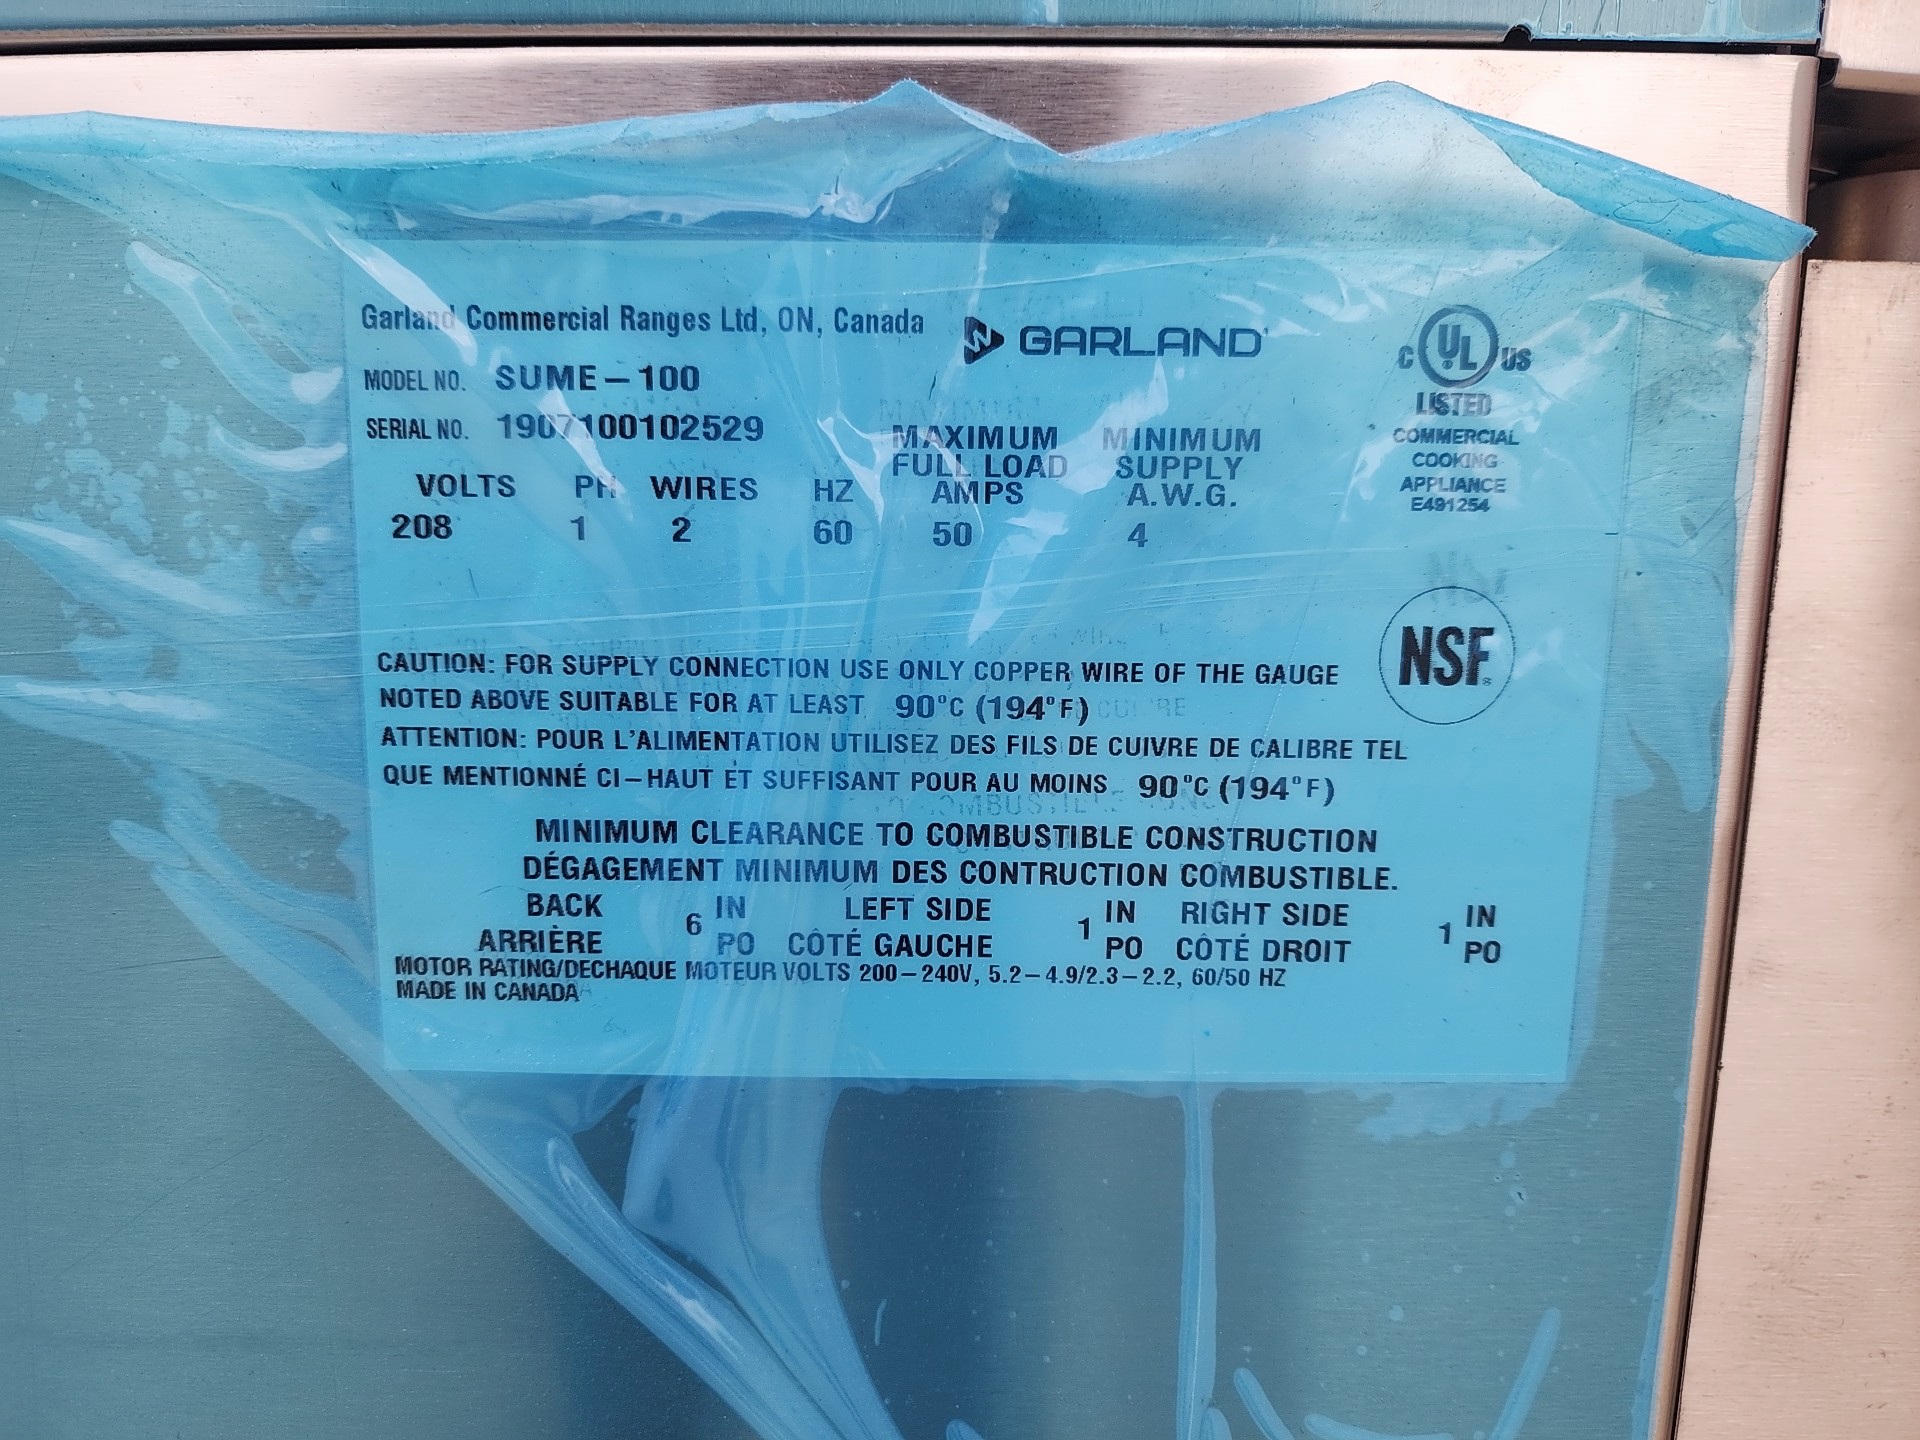 Garland Commercial Ranges Ltd, ON, Canada
GARLAND
MODEL NO. SUME-100
SERIAL NO. 1907100102529
C UL US
LISTED
COMMERCIAL
COOKING
APPLIANCE
E491254
VOLTS PH WIRES HZ MAXIMUM FULL LOAD AMPS MINIMUM SUPPLY A.W.G.
208 1 2 60 50 4
NSF
CAUTION: FOR SUPPLY CONNECTION USE ONLY COPPER WIRE OF THE GAUGE
NOTED ABOVE SUITABLE FOR AT LEAST 90°C (194°F)
ATTENTION: POUR L'ALIMENTATION UTILISEZ DES FILS DE CUIVRE DE CALIBRE TEL
QUE MENTIONNÉ CI-HAUT ET SUFFISANT POUR AU MOINS 90°C (194°F)
MINIMUM CLEARANCE TO COMBUSTIBLE CONSTRUCTION
DÉGAGEMENT MINIMUM DES CONTRUCTION COMBUSTIBLE.
BACK 6 IN LEFT SIDE 1 IN RIGHT SIDE 1 IN
ARRIÈRE PO CÔTÉ GAUCHE PO CÔTÉ DROIT PO
MOTOR RATING/DECHAQUE MOTEUR VOLTS 200-240V, 5.2-4.9/2.3-2.2, 60/50 HZ
MADE IN CANADA